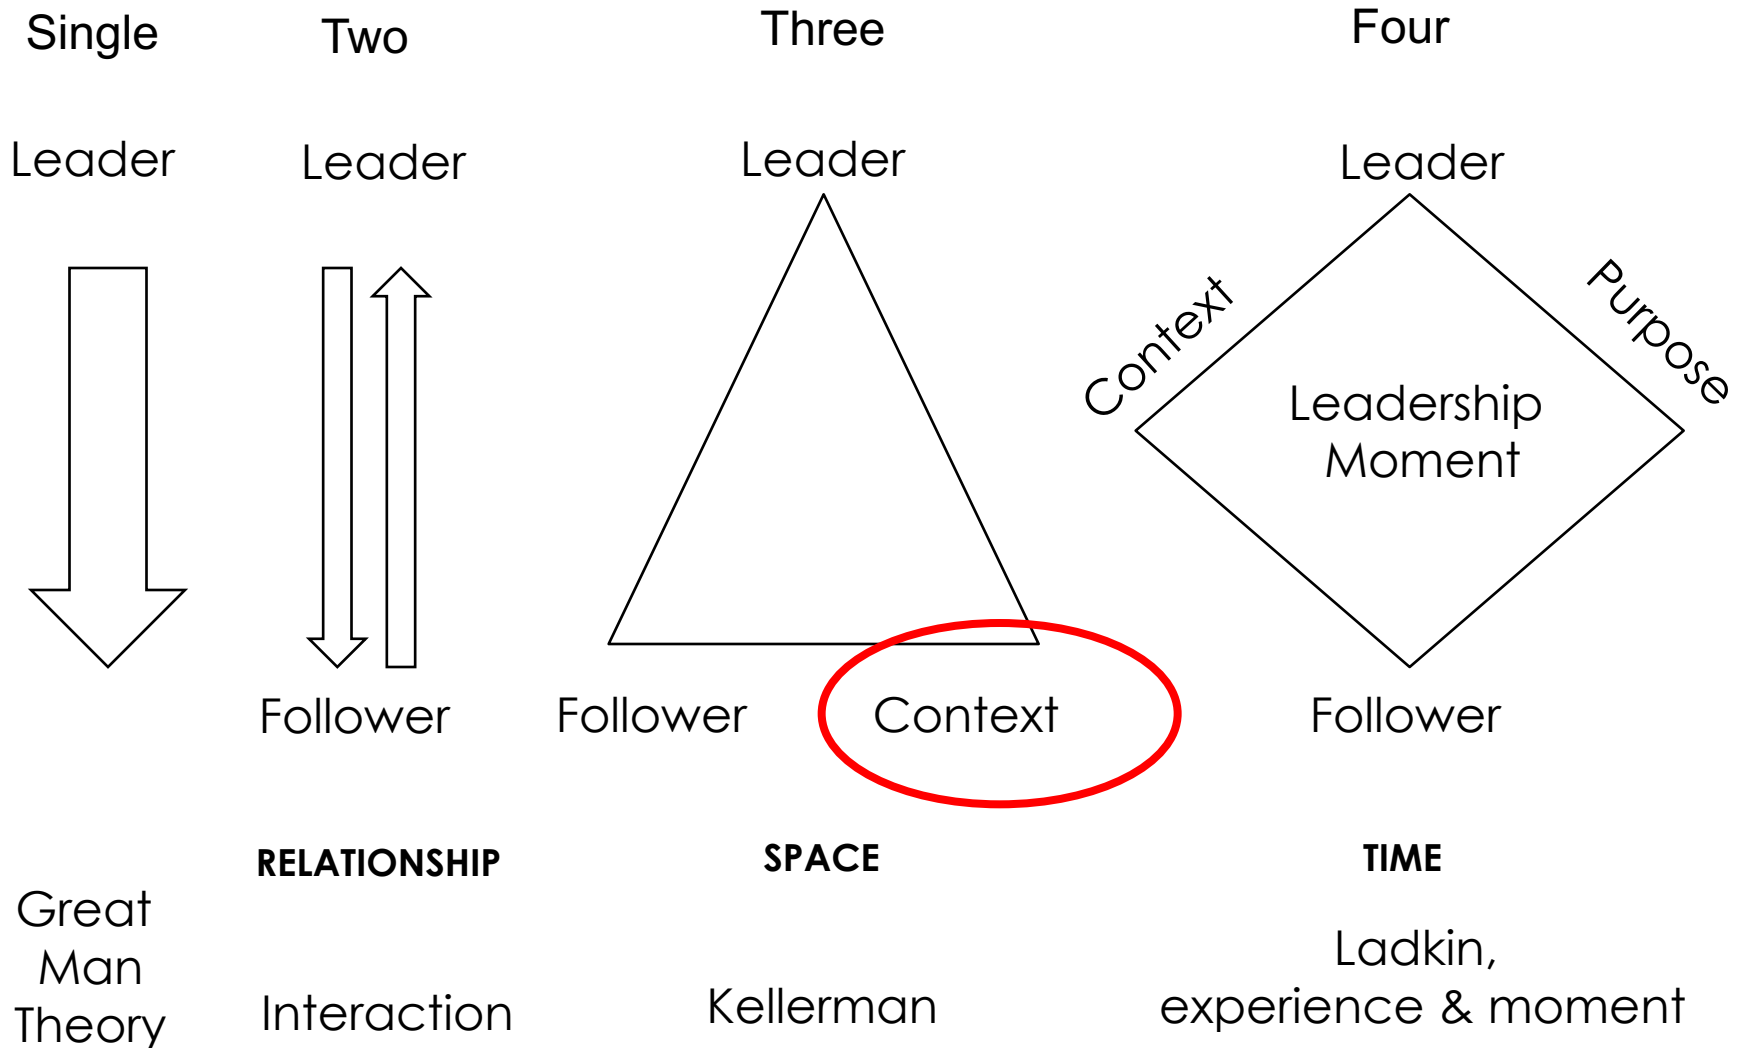 Single
Two
Three
Four
Leader
Leader
Leader
Leader
Context
Purpose
Leadership
Moment
Follower
Follower
Context
Follower
RELATIONSHIP
SPACE
TIME
Great
Man
Theory
Interaction
Kellerman
Ladkin,
experience & moment